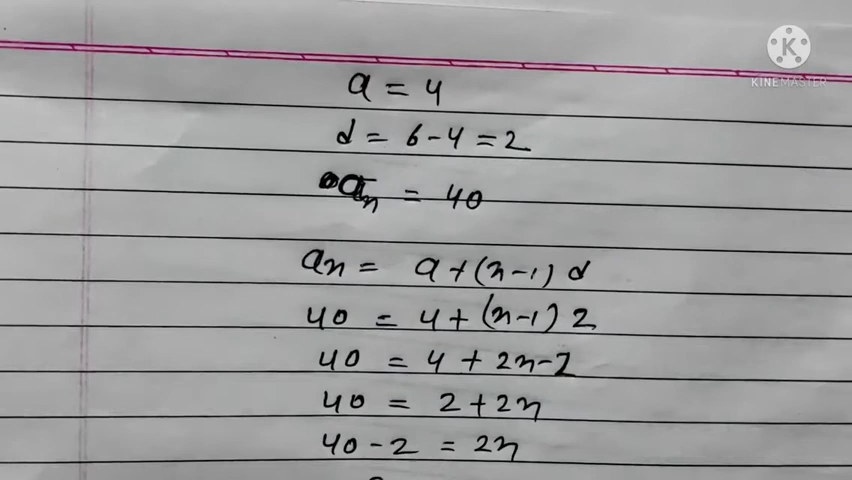 KINEMASTER
a = 4
d = 6-4 = 2
an = 40
an = a+(n-1) d
40 = 4+(n-1) 2
40 = 4 + 2n-2
40 = 2+2n
40-2 = 2n